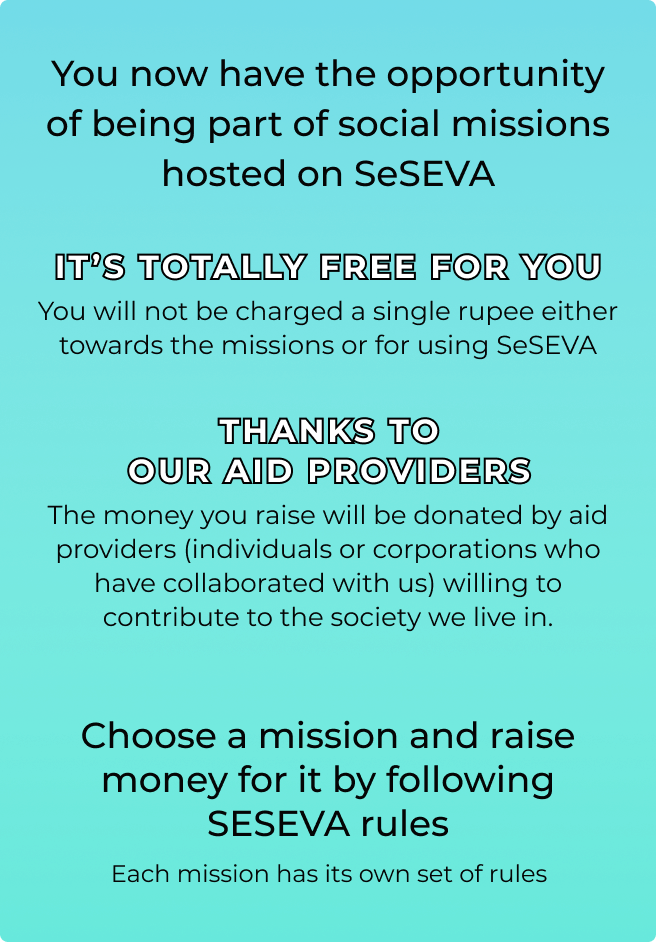 You now have the opportunity
of being part of social missions
hosted on SeSEVA
IT’S TOTALLY FREE FOR YOU
You will not be charged a single rupee either
towards the missions or for using SeSEVA
THANKS TO
OUR AID PROVIDERS
The money you raise will be donated by aid
providers (individuals or corporations who
have collaborated with us) willing to
contribute to the society we live in.
Choose a mission and raise
money for it by following
SESEVA rules
Each mission has its own set of rules